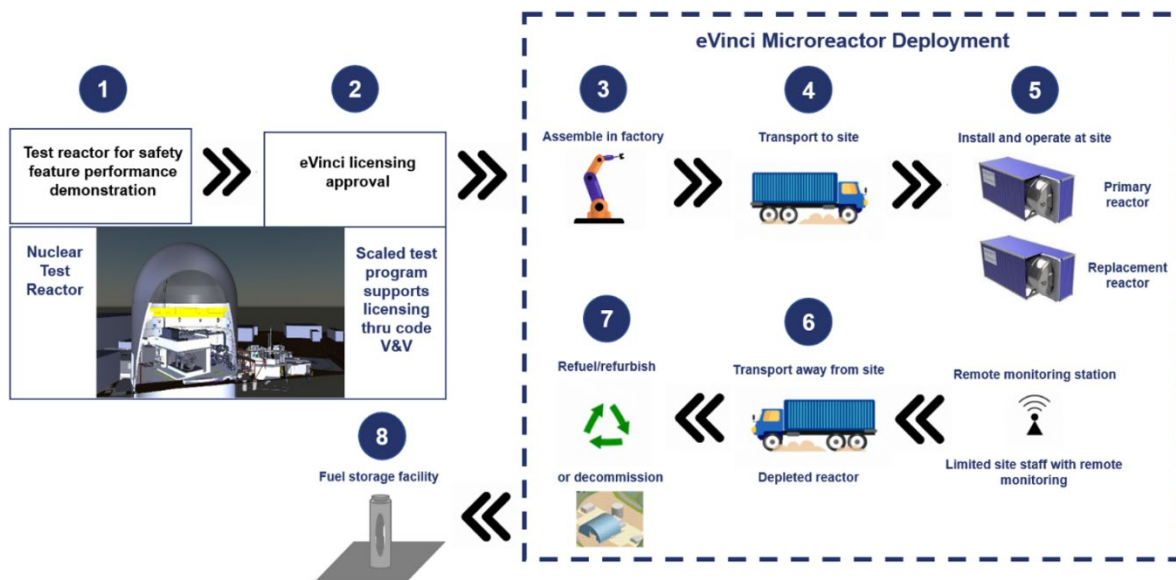 eVinci Microreactor Deployment
1
2
3
4
5
Test reactor for safety
feature performance
demonstration
eVinci licensing
approval
Assemble in factory
Transport to site
Install and operate at site
Primary
reactor
Replacement
reactor
Nuclear
Test
Reactor
Scaled test
program
supports
licensing
thru code
V&V
7
6
Refuel/refurbish
Transport away from site
Remote monitoring station
or decommission
Depleted reactor
Limited site staff with remote
monitoring
8
Fuel storage facility